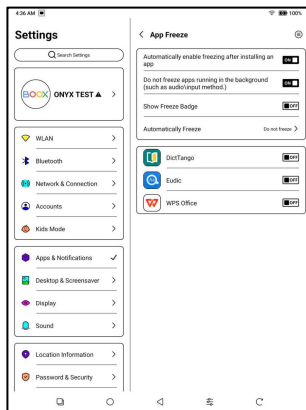 4:36 AM
100%
Settings
Search Settings
BOOX
ONYX TEST
WLAN
Bluetooth
Network & Connection
Accounts
Kids Mode
Apps & Notifications
Desktop & Screensaver
Display
Sound
Location Information
Password & Security
App Freeze
Automatically enable freezing after installing an
app
ON
Do not freeze apps running in the background
(such as audio/input method.)
ON
Show Freeze Badge
OFF
Automatically Freeze
Do not freeze
DictTango
OFF
Eudic
OFF
WPS Office
OFF